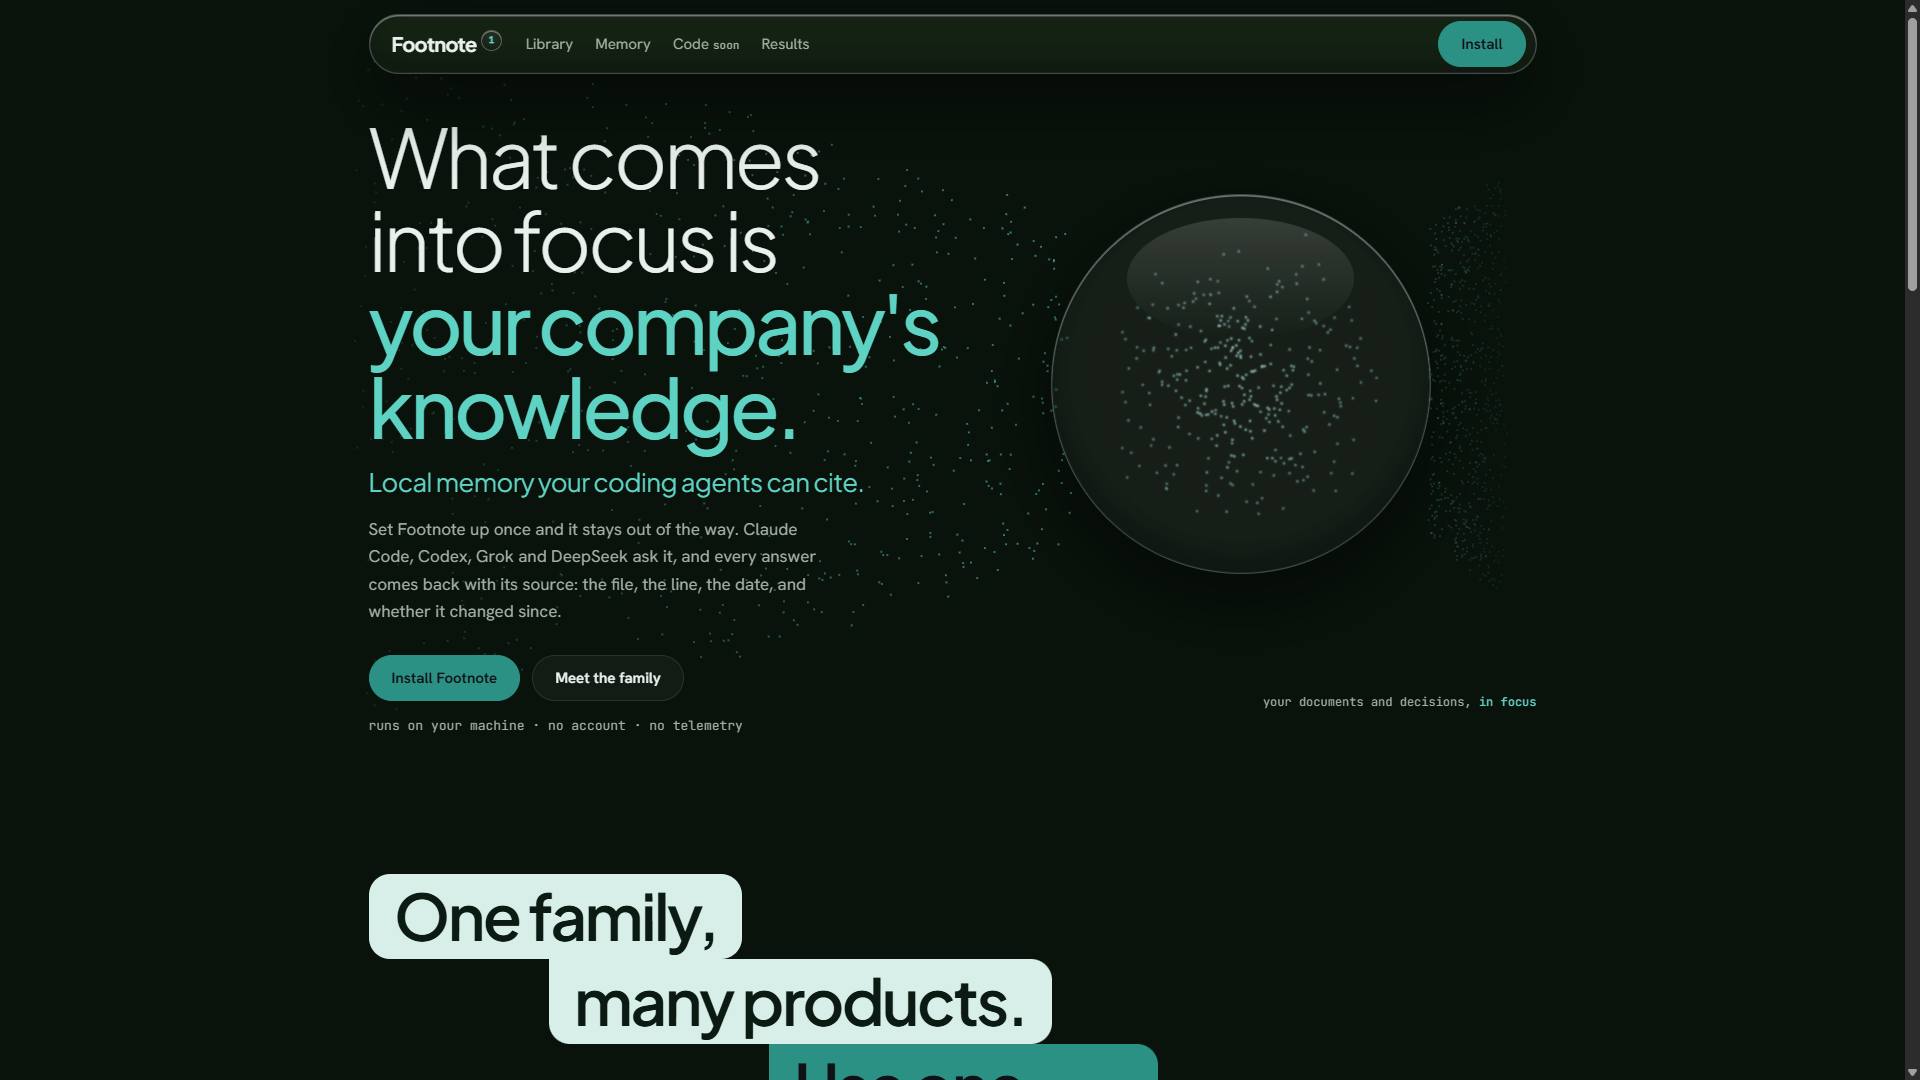 Footnote 1 Library Memory Code soon Results Install
What comes
into focus is
your company's
knowledge.
Local memory your coding agents can cite.
Set Footnote up once and it stays out of the way. Claude
Code, Codex, Grok and DeepSeek ask it, and every answer
comes back with its source: the file, the line, the date, and
whether it changed since.
Install Footnote Meet the family
your documents and decisions, in focus
runs on your machine · no account · no telemetry
One family,
many products.
Use one